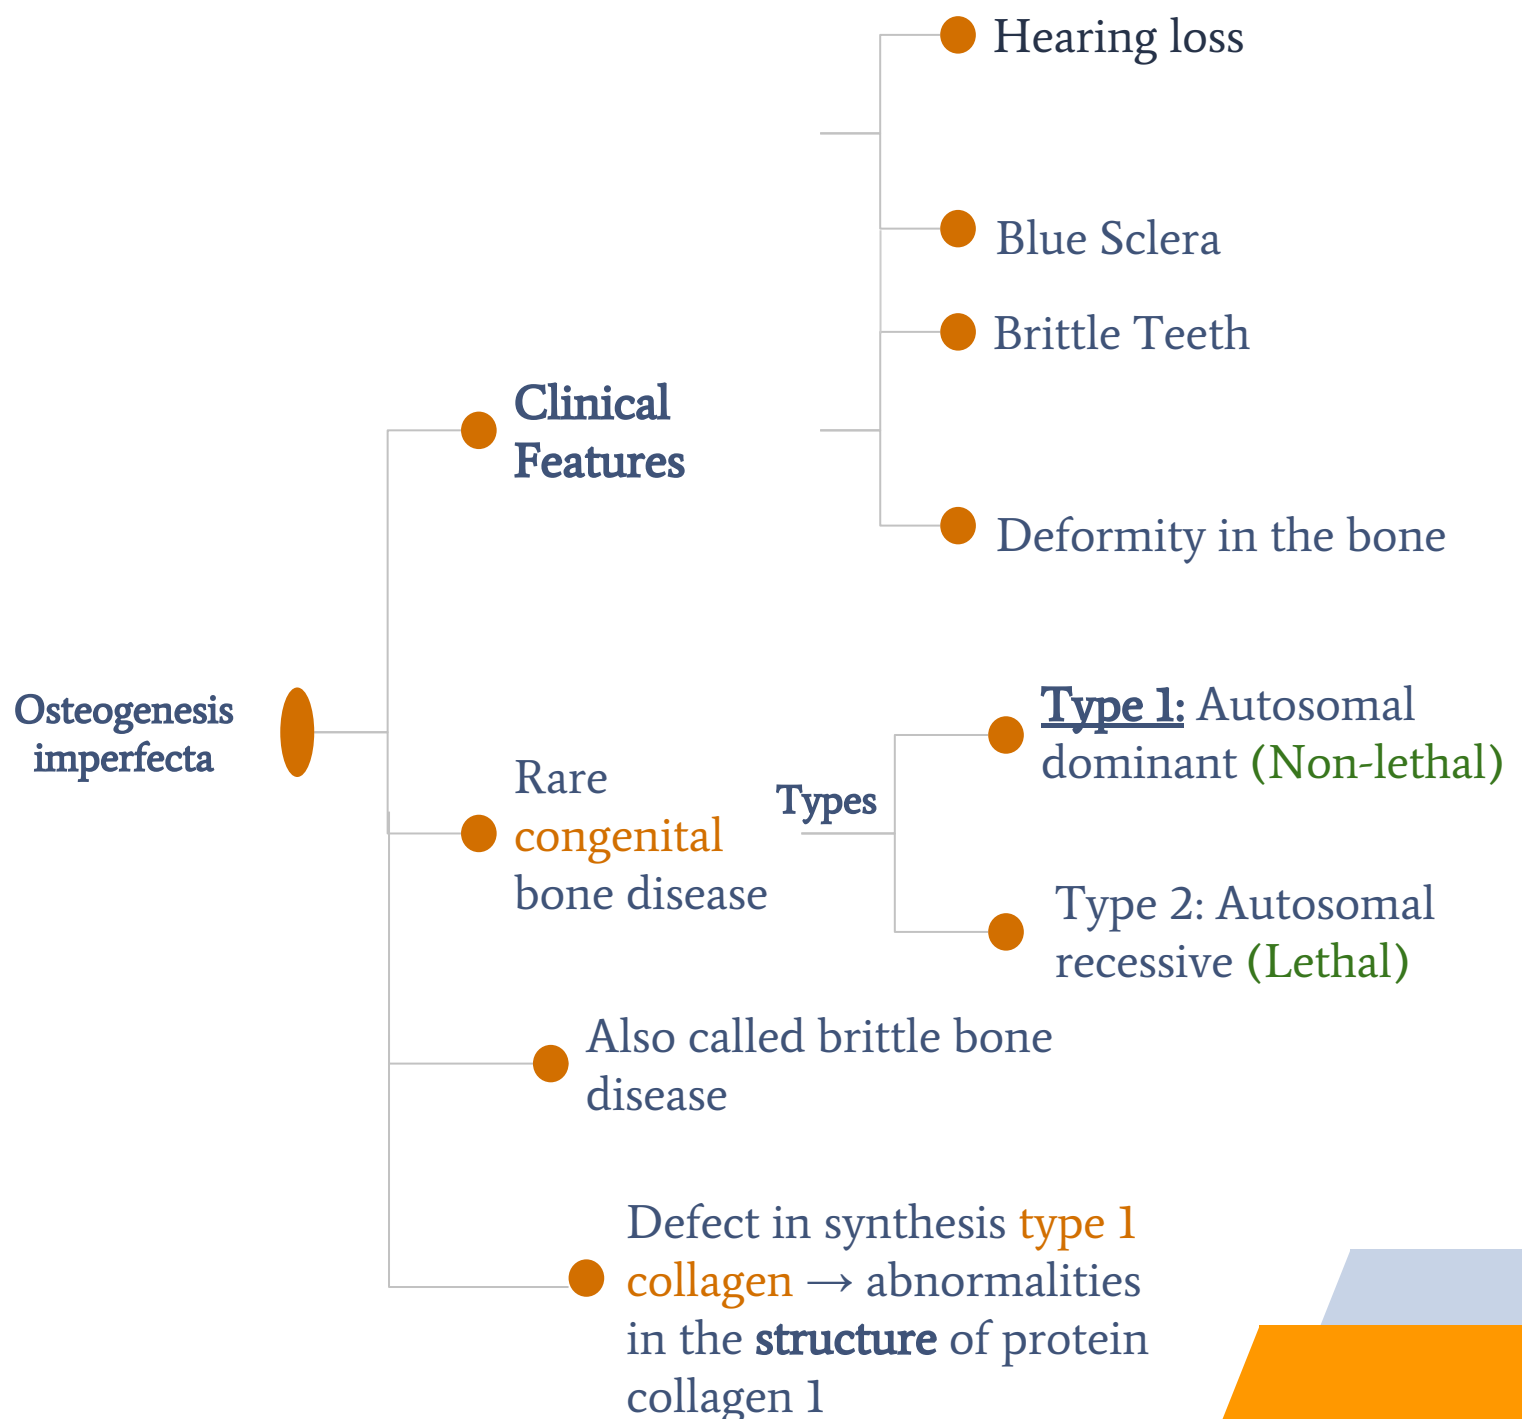 Hearing loss
Blue Sclera
Brittle Teeth
Clinical
Features
Deformity in the bone
Osteogenesis
imperfecta
Rare
congenital
bone disease
Types
Type 1: Autosomal
dominant (Non-lethal)
Type 2: Autosomal
recessive (Lethal)
Also called brittle bone
disease
Defect in synthesis type 1
collagen → abnormalities
in the structure of protein
collagen 1